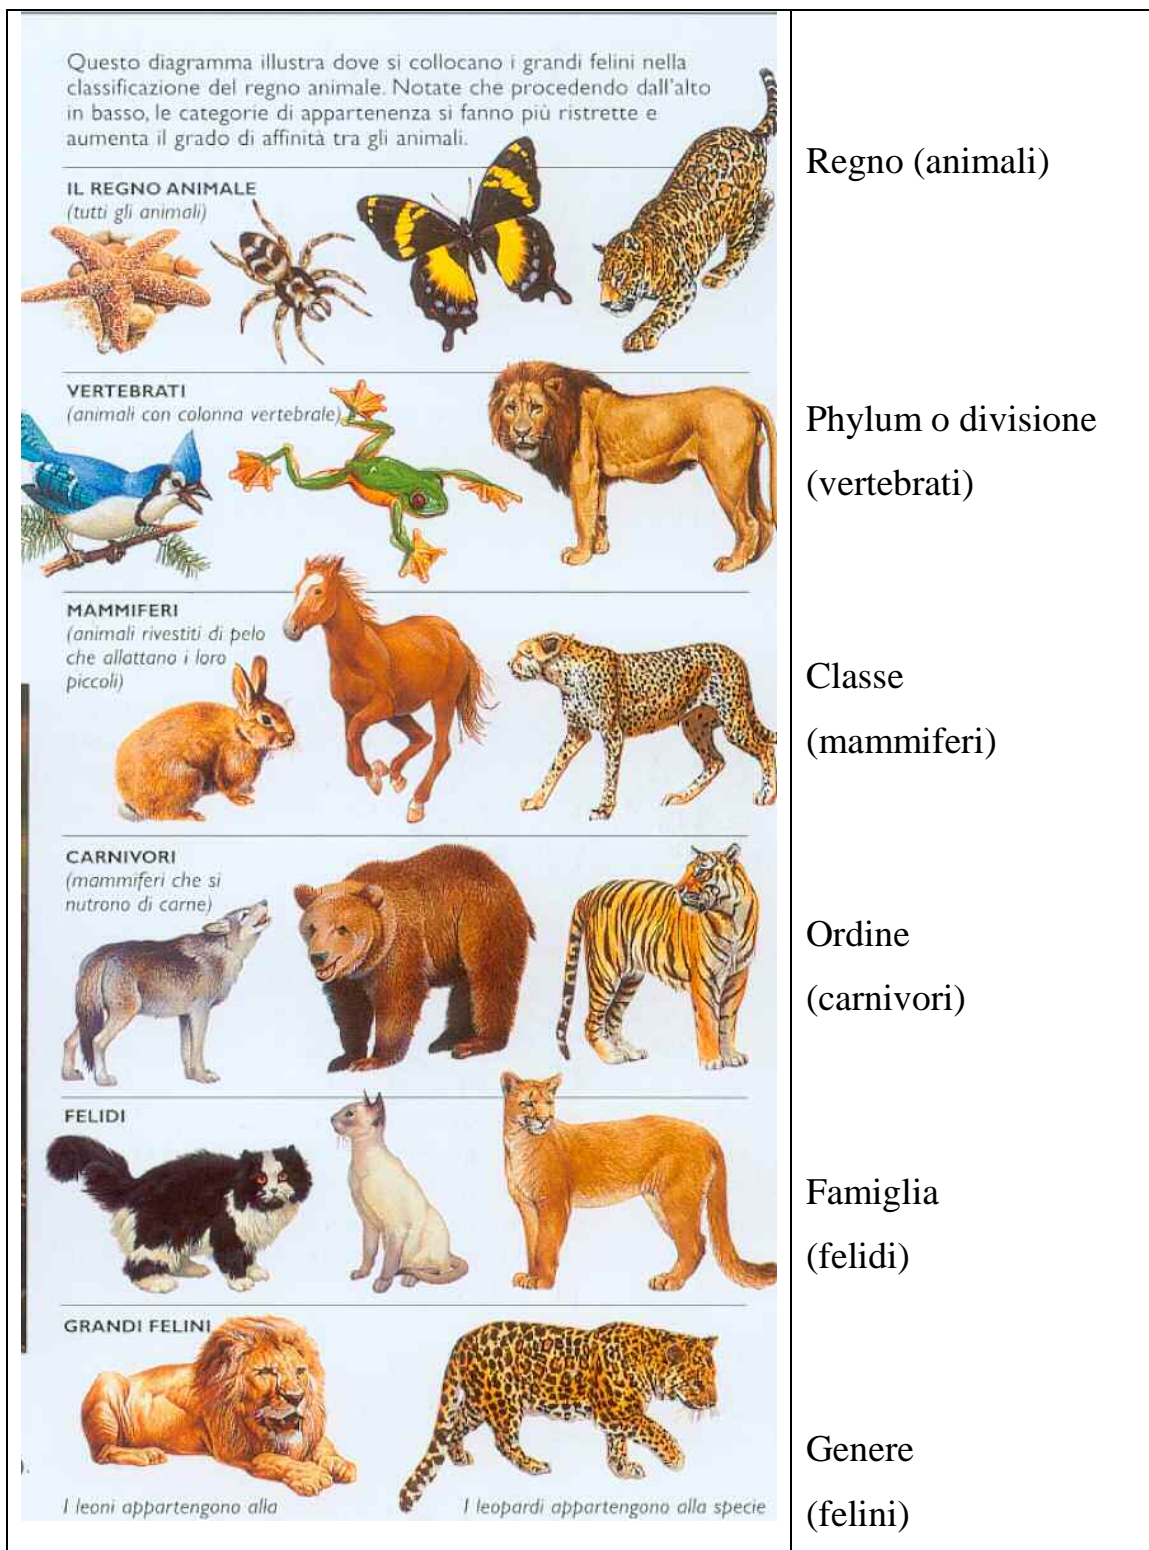 Questo diagramma illustra dove si collocano i grandi felini nella
classificazione del regno animale. Notate che procedendo dall'alto
in basso, le categorie di appartenenza si fanno più ristrette e
aumenta il grado di affinità tra gli animali.
IL REGNO ANIMALE
(tutti gli animali)
Regno (animali)
VERTEBRATI
(animali con colonna vertebrale)
Phylum o divisione
(vertebrati)
MAMMIFERI
(animali rivestiti di pelo
che allattano i loro
piccoli)
Classe
(mammiferi)
CARNIVORI
(mammiferi che si
nutrono di carne)
Ordine
(carnivori)
FELIDI
Famiglia
(felidi)
GRANDI FELINI
Genere
(felini)
).
I leoni appartengono alla
I leopardi appartengono alla specie